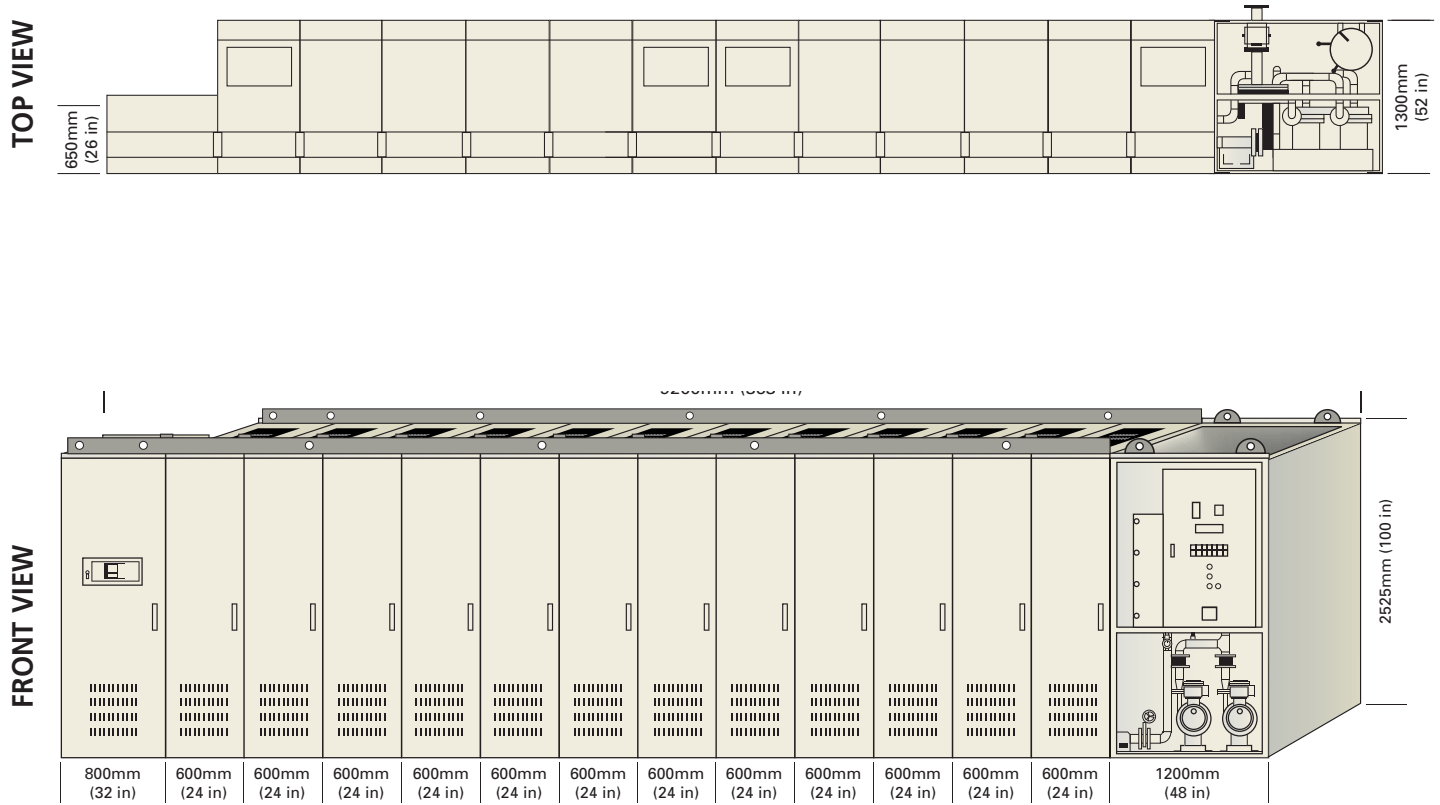 TOP VIEW
650mm
(26 in)
1300mm
(52 in)
FRONT VIEW
2525mm (100 in)
800mm
(32 in)
600mm
(24 in)
600mm
(24 in)
600mm
(24 in)
600mm
(24 in)
600mm
(24 in)
600mm
(24 in)
600mm
(24 in)
600mm
(24 in)
600mm
(24 in)
600mm
(24 in)
600mm
(24 in)
600mm
(24 in)
1200mm
(48 in)